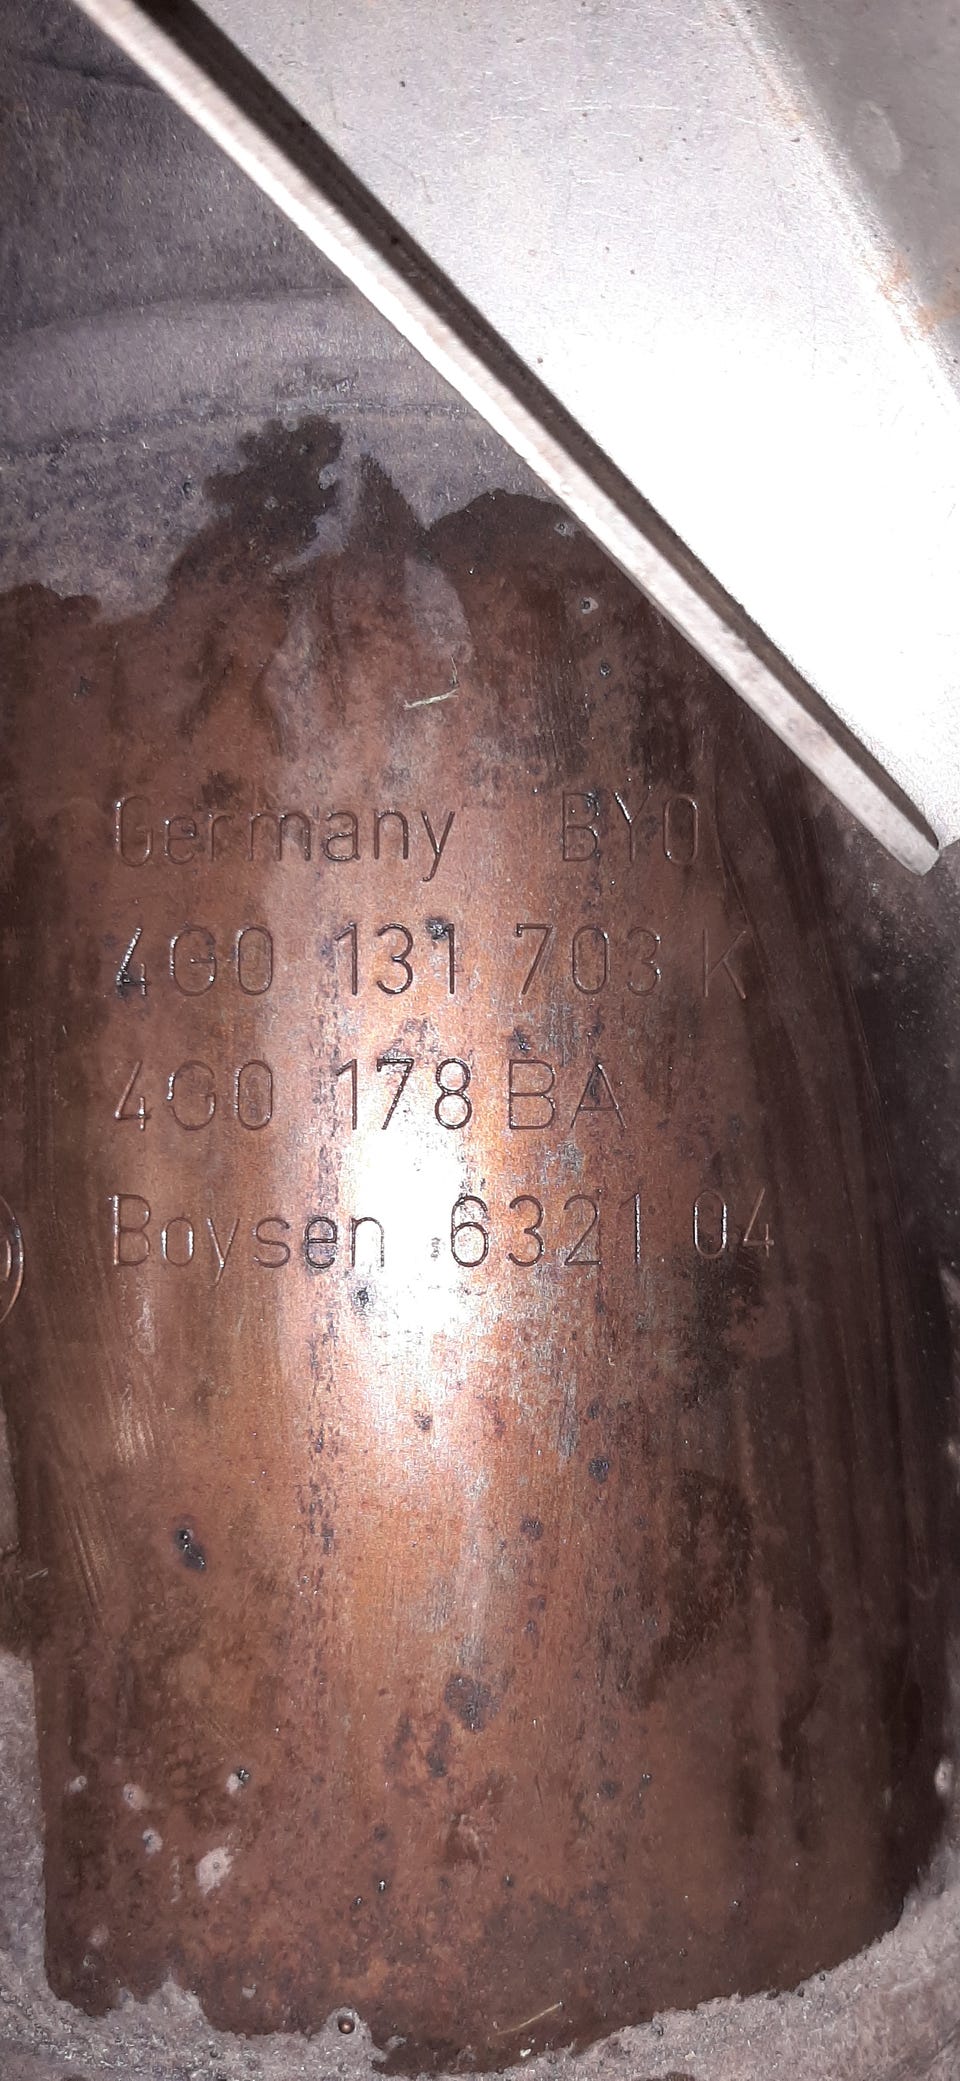 Germany BYO
4G0 131 703 K
4G0 178 BA
Boysen 6321 04